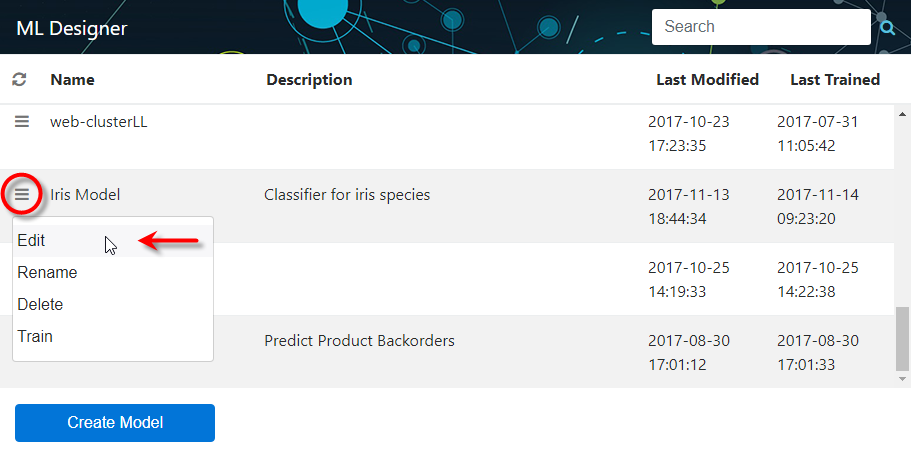 ML Designer
Search
Name Description Last Modified Last Trained
web-clusterLL 2017-10-23 2017-07-31
17:23:35 11:05:42
Iris Model Classifier for iris species 2017-11-13 2017-11-14
18:44:34 09:23:20
Edit
Rename 2017-10-25 2017-10-25
Delete 14:19:33 14:22:38
Train Predict Product Backorders 2017-08-30 2017-08-30
17:01:12 17:01:33
Create Model